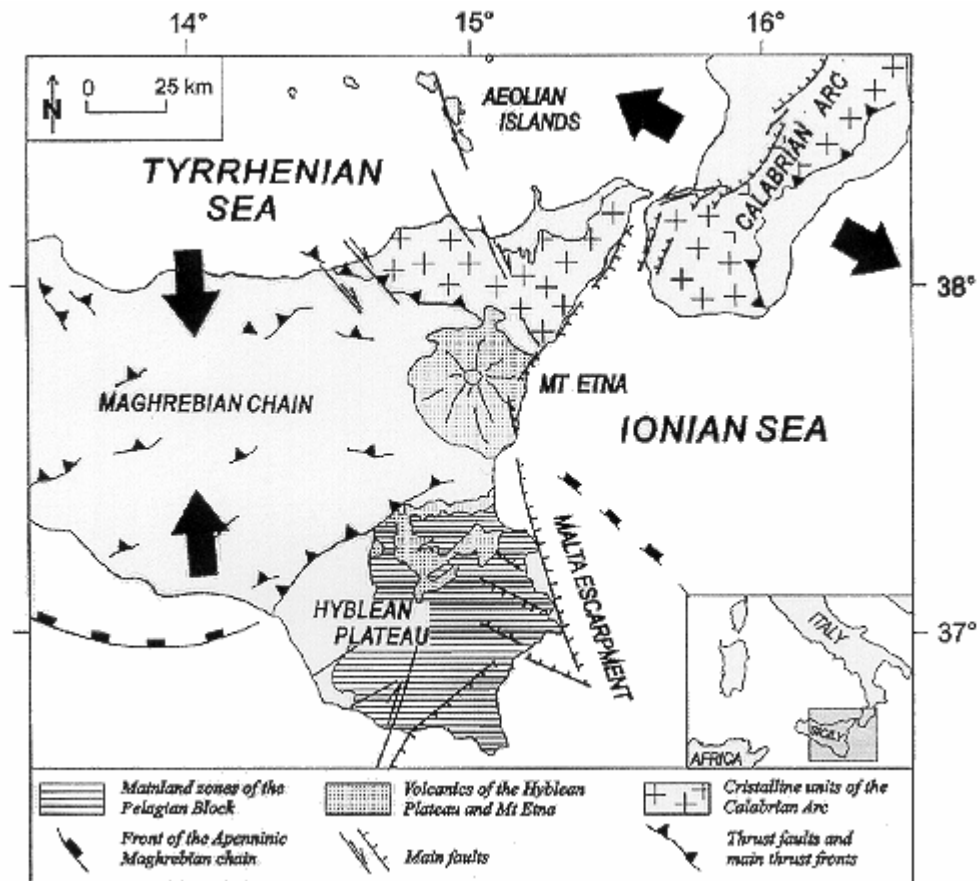 14°
15°
16°
N
0
25 km
AEOLIAN
ISLANDS
CALABRIAN ARC
TYRRHENIAN
SEA
38°
MAGHREBIAN CHAIN
MT ETNA
IONIAN SEA
MALTA ESCARPMENT
HYBLEAN
PLATEAU
37°
ITALY
SICILY
AFRICA
Mainland zones of the
Pelagian Block
Volcanics of the Hyblean
Plateau and Mt Etna
Cristalline units of the
Calabrian Arc
Front of the Apenninic
Maghrebian chain
Main faults
Thrust faults and
main thrust fronts